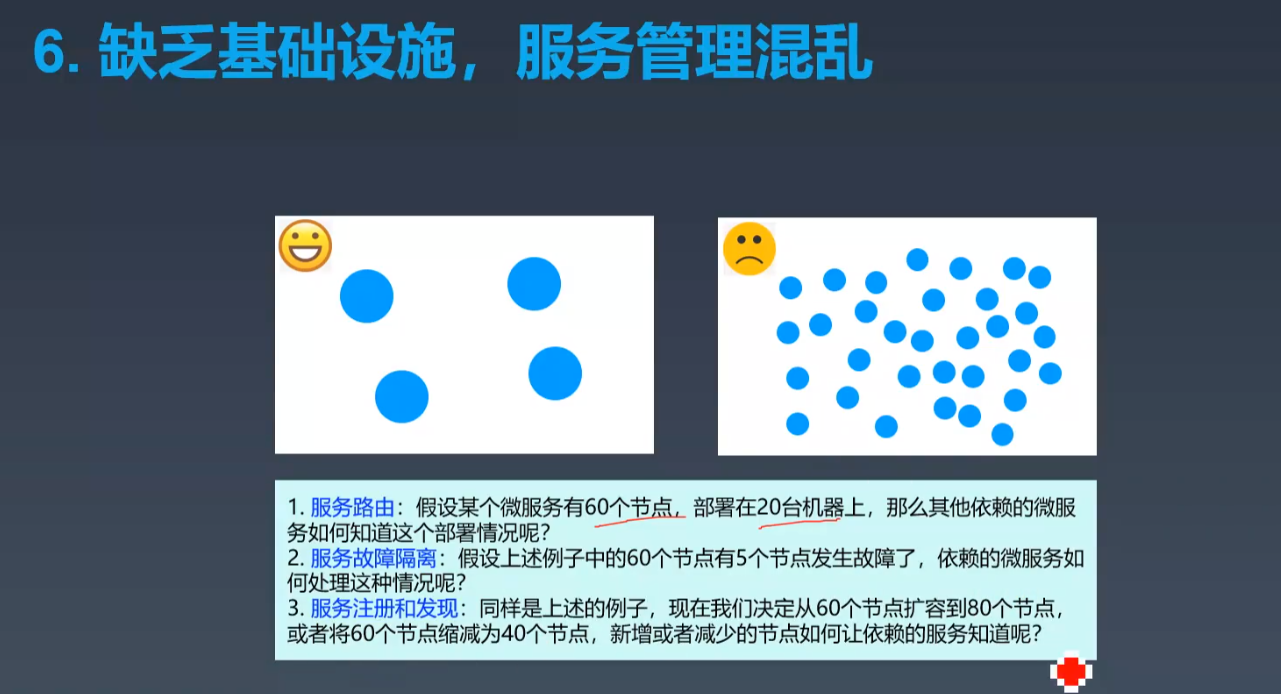 6. 缺乏基础设施，服务管理混乱
1. 服务路由：假设某个微服务有60个节点，部署在20台机器上，那么其他依赖的微服
务如何知道这个部署情况呢？
2. 服务故障隔离：假设上述例子中的60个节点有5个节点发生故障了，依赖的微服务如
何处理这种情况呢？
3. 服务注册和发现：同样是上述的例子，现在我们决定从60个节点扩容到80个节点，
或者将60个节点缩减为40个节点，新增或者减少的节点如何让依赖的服务知道呢？